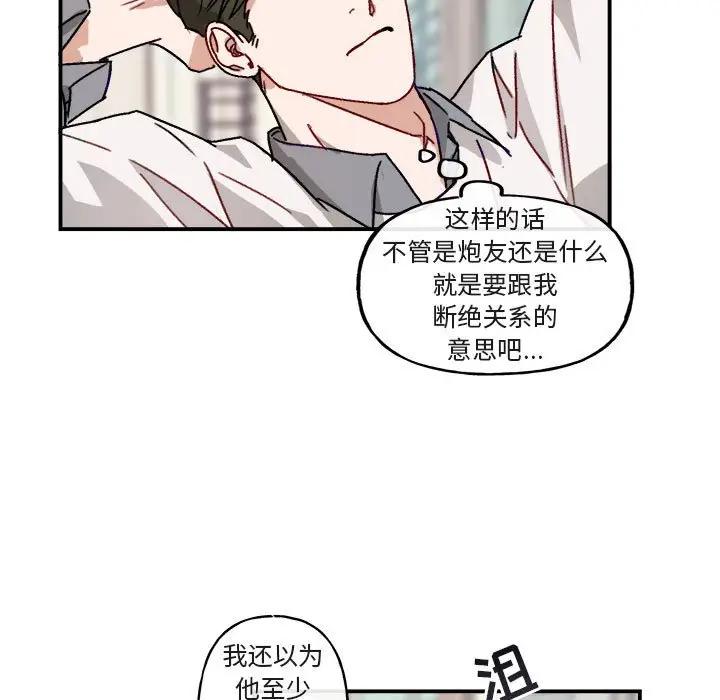 这样的话
不管是炮友还是什么
就是要跟我
断绝关系的
意思吧...
我还以为
他至少
沮